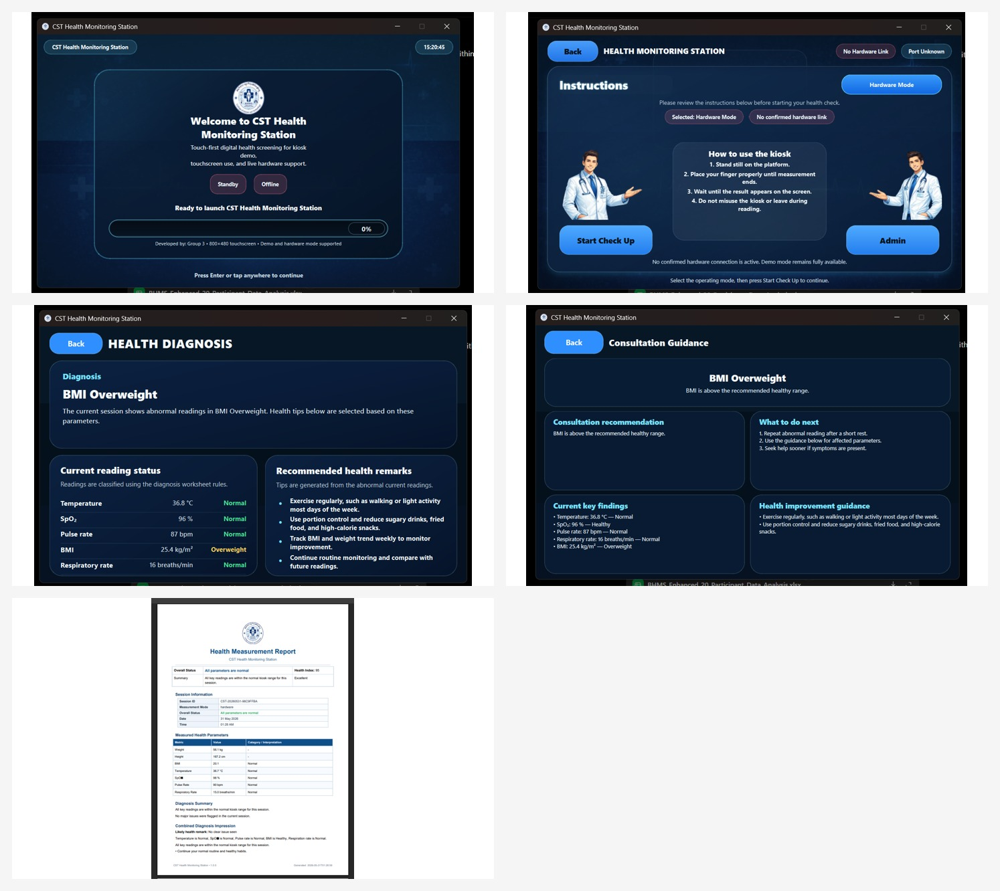 CST Health Monitoring Station
CST Health Monitoring Station
15:20:45
ithin
Welcome to CST Health
Monitoring Station
Touch-first digital health screening for kiosk
demo,
touchscreen use, and live hardware support.
Standby
Offline
Ready to launch CST Health Monitoring Station
0%
Developed by: Group 3 • 800×480 touchscreen • Demo and hardware mode supported
Press Enter or tap anywhere to continue
CST Health Monitoring Station
Back
HEALTH MONITORING STATION
No Hardware Link
Port Unknown
Instructions
Hardware Mode
Please review the instructions below before starting your health check.
Selected: Hardware Mode
No confirmed hardware link
How to use the kiosk
1. Stand still on the platform.
2. Place your finger properly until measurement
ends.
3. Wait until the result appears on the screen.
4. Do not misuse the kiosk or leave during
reading.
Start Check Up
Admin
No confirmed hardware connection is active. Demo mode remains fully available.
Select the operating mode, then press Start Check Up to continue.
CST Health Monitoring Station
Back
HEALTH DIAGNOSIS
Diagnosis
BMI Overweight
The current session shows abnormal readings in BMI Overweight. Health tips below are selected based on these
parameters.
Current reading status
Readings are classified using the diagnosis worksheet rules.
Temperature 36.8 °C Normal
SpO₂ 96 % Normal
Pulse rate 87 bpm Normal
BMI 25.4 kg/m² Overweight
Respiratory rate 16 breaths/min Normal
Recommended health remarks
Tips are generated from the abnormal current readings.
• Exercise regularly, such as walking or light activity
most days of the week.
• Use portion control and reduce sugary drinks, fried
food, and high-calorie snacks.
• Track BMI and weight trend weekly to monitor
improvement.
• Continue routine monitoring and compare with
future readings.
CST Health Monitoring Station
Back
Consultation Guidance
BMI Overweight
BMI is above the recommended healthy range.
Consultation recommendation
BMI is above the recommended healthy range.
What to do next
1. Repeat abnormal reading after a short rest.
2. Use the guidance below for affected parameters.
3. Seek help sooner if symptoms are present.
Current key findings
• Temperature: 36.8 °C — Normal
• SpO₂: 96 % — Healthy
• Pulse rate: 87 bpm — Normal
• Respiratory rate: 16 breaths/min — Normal
• BMI: 25.4 kg/m² — Overweight
Health improvement guidance
• Exercise regularly, such as walking or light activity most days of the week.
• Use portion control and reduce sugary drinks, fried food, and high-calorie
snacks.
BHMS Enhanced 20 Participant Data Analysis.xlsx
Health Measurement Report
CST Health Monitoring Station
Overall Status All parameters are normal Health Index: 95
Summary All key readings are within the normal kiosk range for this Excellent
session.
Session Information
Session ID
Measurement Mode hardware
Overall Status All parameters are normal
Date 31 May 2026
Time 01:28 AM
Measured Health Parameters
Metric Value Category / Interpretation
Weight 56.1 kg -
Height 167.2 cm -
BMI 20.1 Normal
Temperature 36.7 °C Normal
SpO■ 98 % Normal
Pulse Rate 90 bpm Normal
Respiratory Rate 15.0 breaths/min Normal
Diagnosis Summary
All key readings are within the normal kiosk range for this session.
No major issues were flagged in the current session.
Combined Diagnosis Impression
Likely health remark: No clear issue seen
Temperature is Normal, SpO■ is Normal, Pulse rate is Normal, BMI is Healthy, Respiration rate is Normal.
All key readings are within the normal kiosk range for this session.
• Continue your normal routine and healthy habits.
CST Health Monitoring Station • 1.0.0